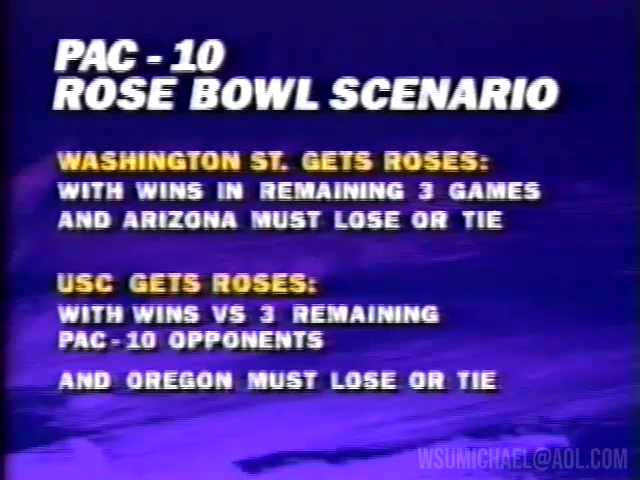 PAC - 10
ROSE BOWL SCENARIO
WASHINGTON ST. GETS ROSES:
WITH WINS IN REMAINING 3 GAMES
AND ARIZONA MUST LOSE OR TIE
USC GETS ROSES:
WITH WINS VS 3 REMAINING
PAC-10 OPPONENTS
AND OREGON MUST LOSE OR TIE
WSUMICHAEL@AOL.COM